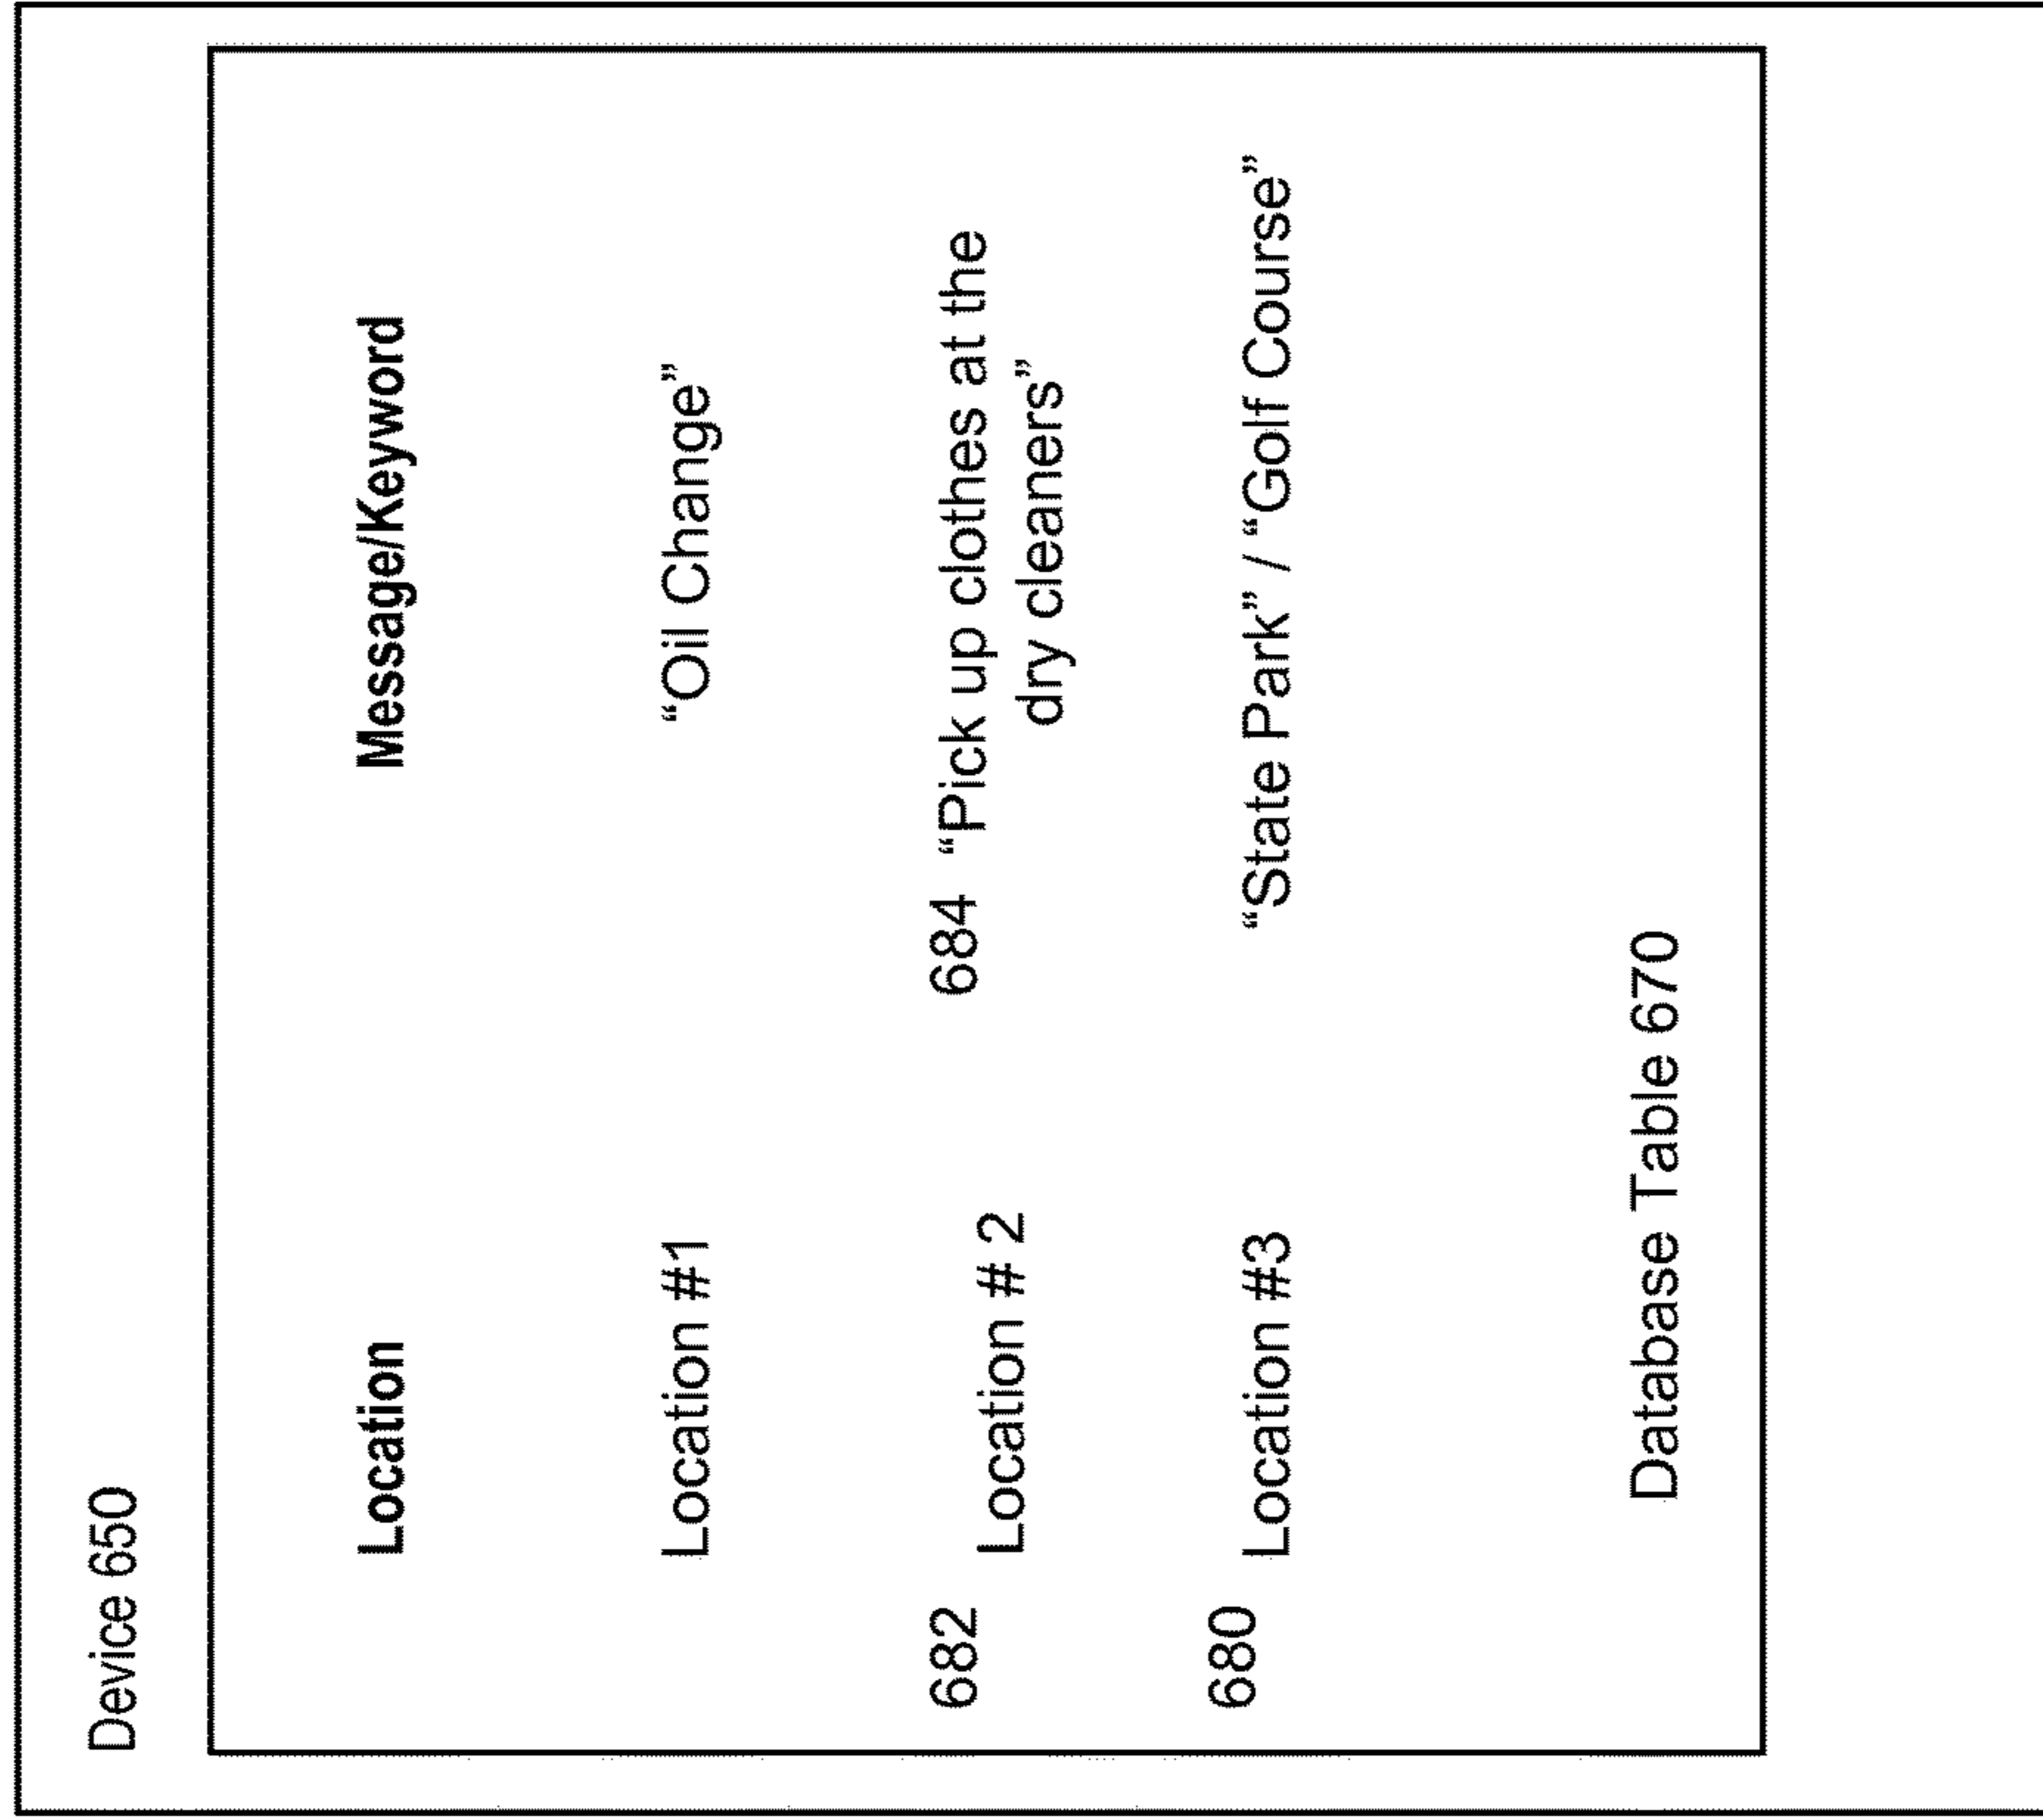 Device 650
Location Message/Keyword
Location #1 “Oil Change”
682 Location # 2 684 “Pick up clothes at the
dry cleaners”
680 Location #3 “State Park” / “Golf Course”
Database Table 670